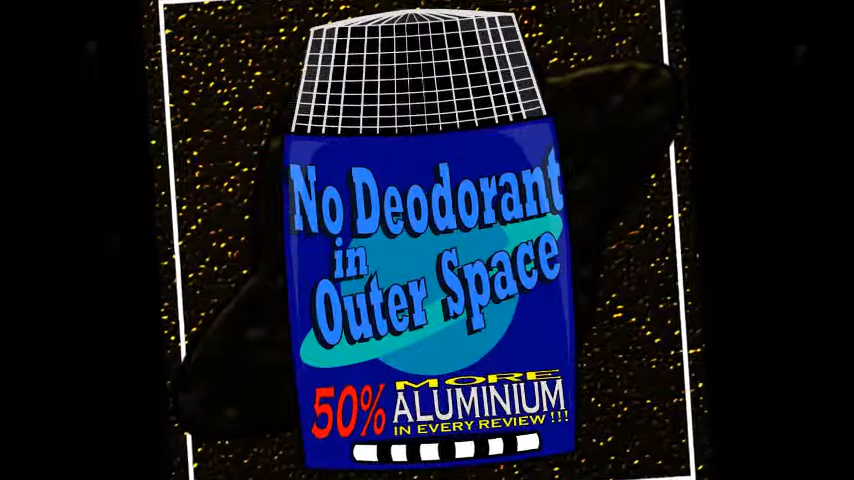 No Deodorant
in
Outer Space
50% MORE
ALUMINIUM
IN EVERY REVIEW !!!